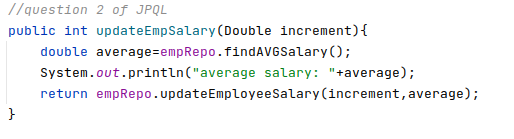 //question 2 of JPQL
public int updateEmpSalary(Double increment){
    double average=empRepo.findAVGSalary();
    System.out.println("average salary: "+average);
    return empRepo.updateEmployeeSalary(increment,average);
}